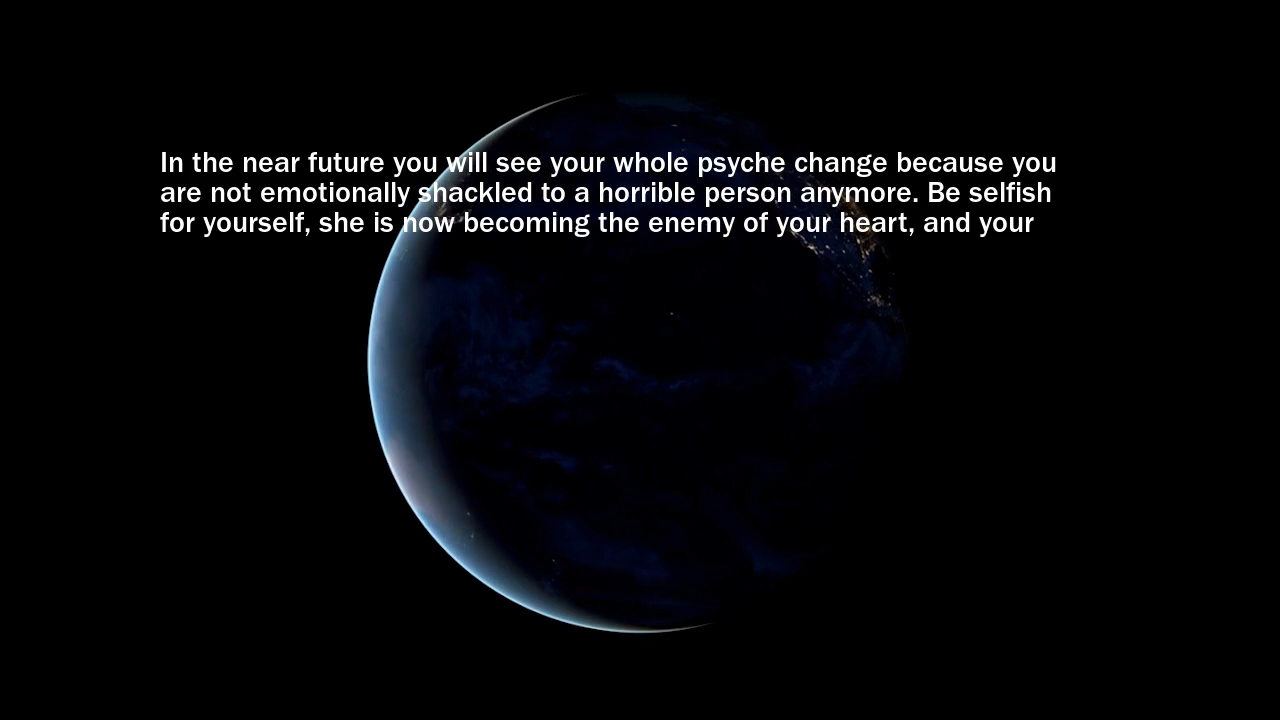 In the near future you will see your whole psyche change because you
are not emotionally shackled to a horrible person anymore. Be selfish
for yourself, she is now becoming the enemy of your heart, and your